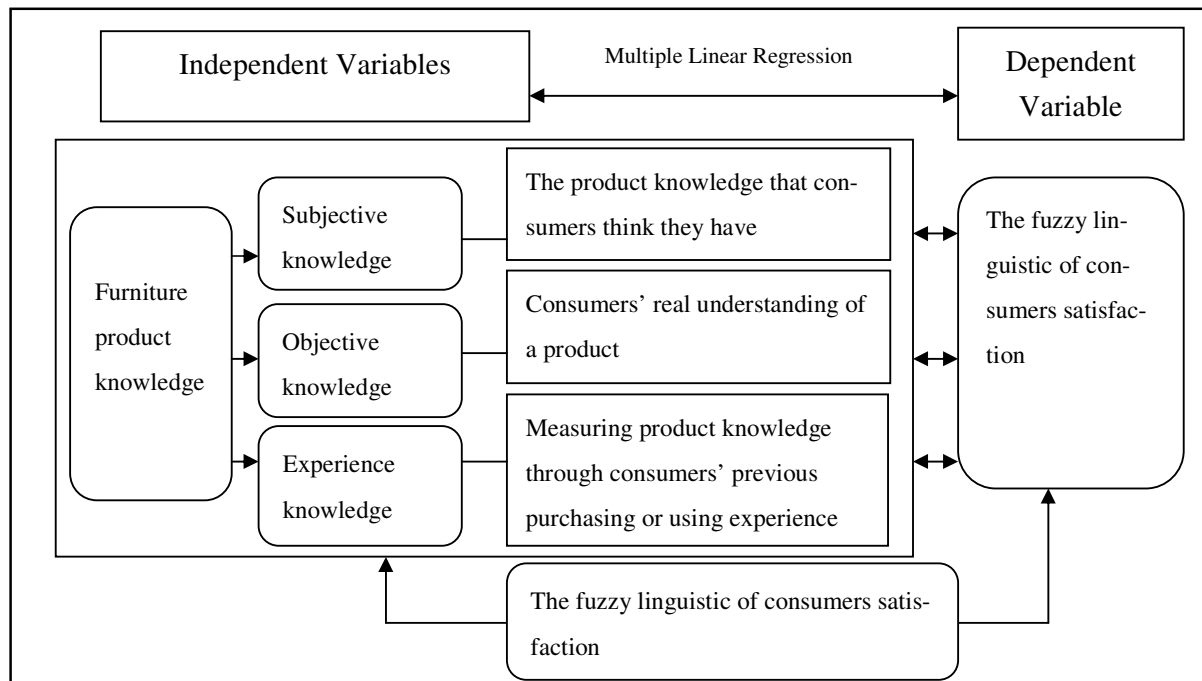 Independent Variables
Multiple Linear Regression
Dependent
Variable
Furniture
product
knowledge
Subjective
knowledge
The product knowledge that con-
sumers think they have
Objective
knowledge
Consumers’ real understanding of
a product
Experience
knowledge
Measuring product knowledge
through consumers’ previous
purchasing or using experience
The fuzzy lin-
guistic of con-
sumers satisfac-
tion
The fuzzy linguistic of consumers satis-
faction